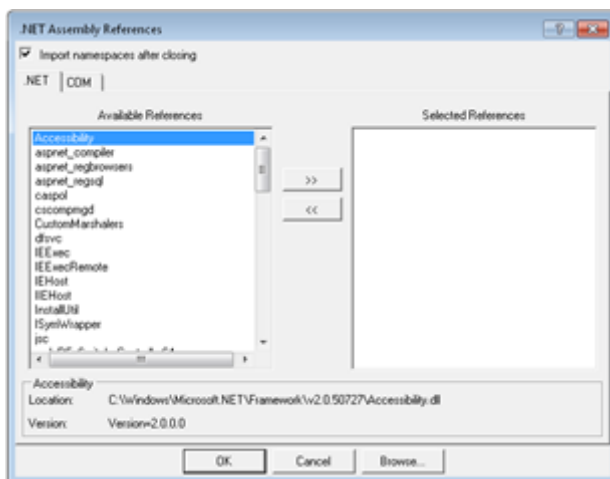 .NET Assembly References
Import namespaces after closing
.NET
COM
Available References
Selected References
Accessibility
aspnet_compiler
aspnet_regbrowsers
aspnet_regsql
caspol
cscompmgd
CustomMarshalers
dfsvc
IEExec
IEExecRemote
IEHost
IIEHost
InstallUtil
ISymWrapper
jsc
>>
<<
Accessibility
Location: C:\Windows\Microsoft.NET\Framework\v2.0.50727\Accessibility.dll
Version: Version=2.0.0.0
OK
Cancel
Browse...